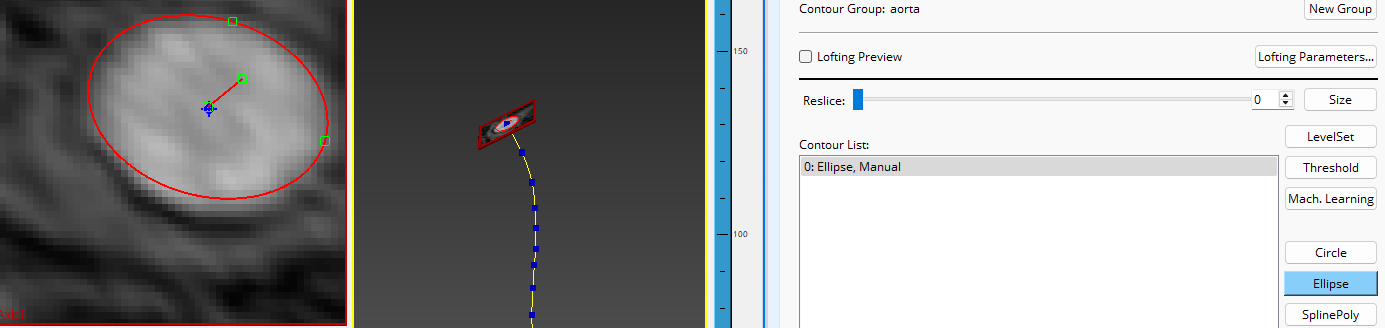 Contour Group: aorta
New Group
Lofting Preview
Lofting Parameters...
150
Reslice:
0
Size
LevelSet
Contour List:
0: Ellipse, Manual
Threshold
Mach. Learning
100
Circle
Ellipse
SplinePoly